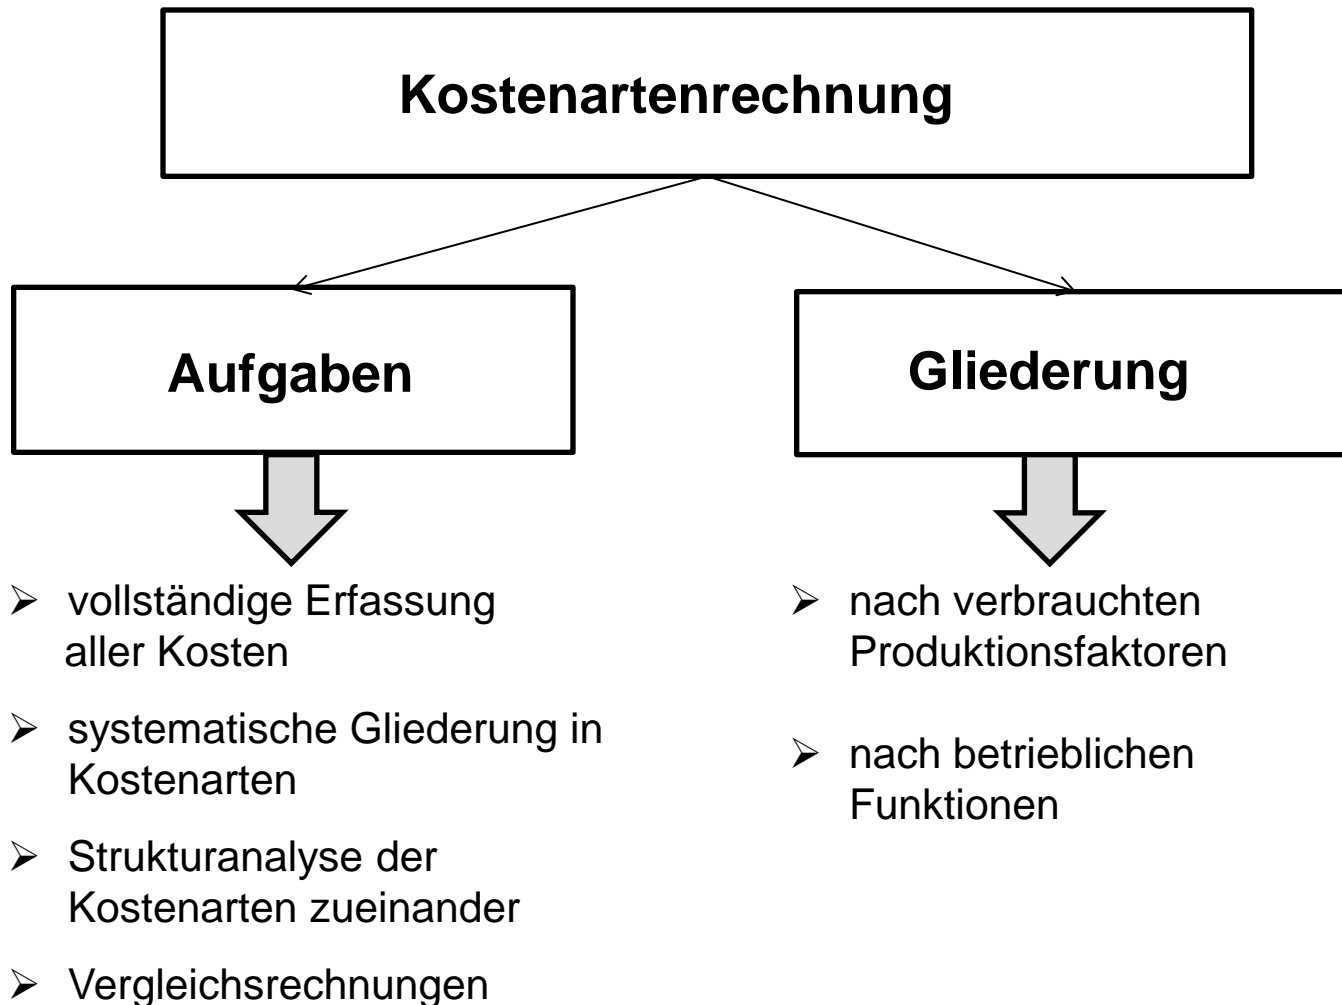 Kostenartenrechnung
Aufgaben
➢ vollständige Erfassung
aller Kosten
➢ systematische Gliederung in
Kostenarten
➢ Strukturanalyse der
Kostenarten zueinander
➢ Vergleichsrechnungen
Gliederung
➢ nach verbrauchten
Produktionsfaktoren
➢ nach betrieblichen
Funktionen